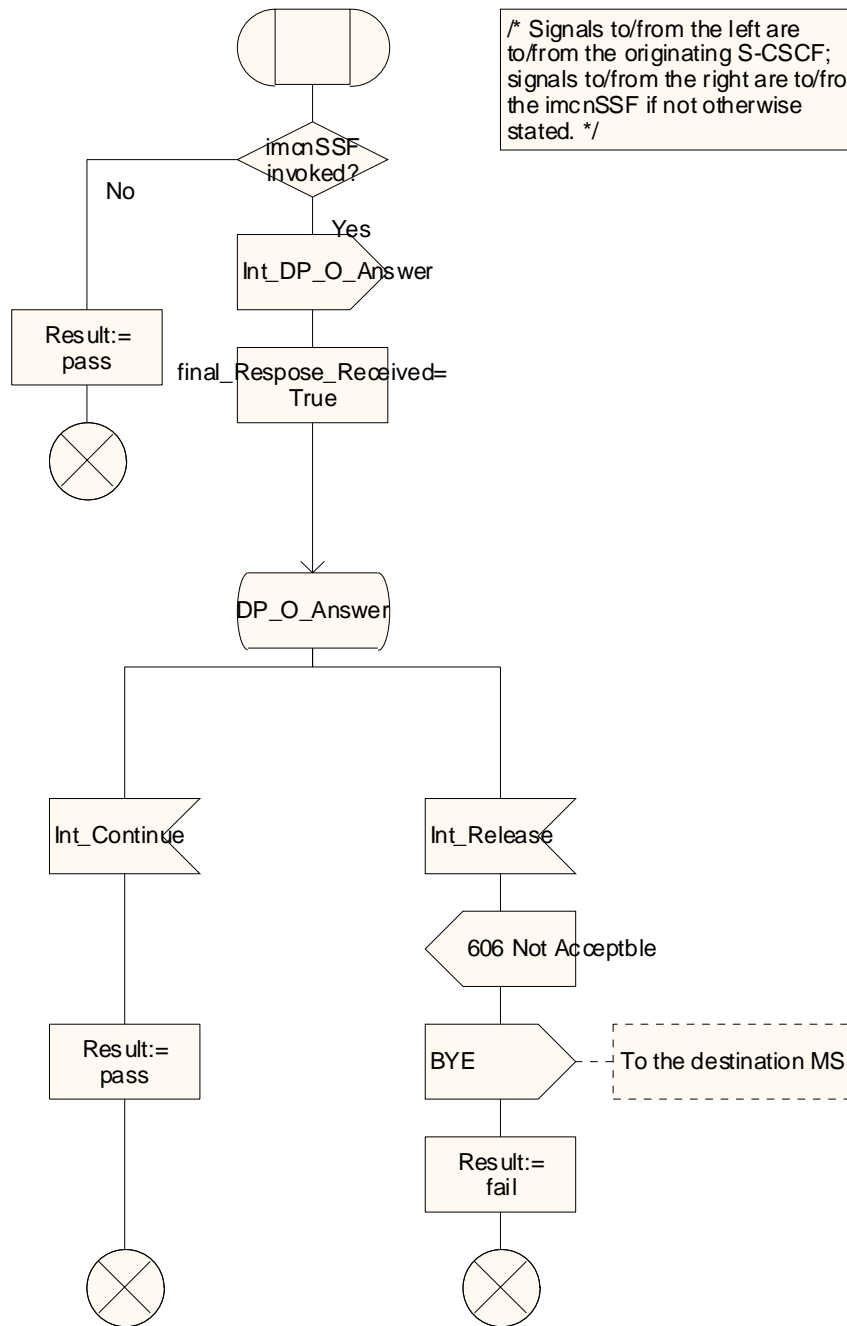 /* Signals to/from the left are
to/from the originating S-CSCF;
signals to/from the right are to/fro
the imcnSSF if not otherwise
stated. */
imcnSSF
invoked?
No
Yes
Int_DP_O_Answer
Result:=
pass
final_Respose_Received=
True
DP_O_Answer
Int_Continue
Int_Release
606 Not Acceptble
Result:=
pass
BYE
To the destination MS
Result:=
fail